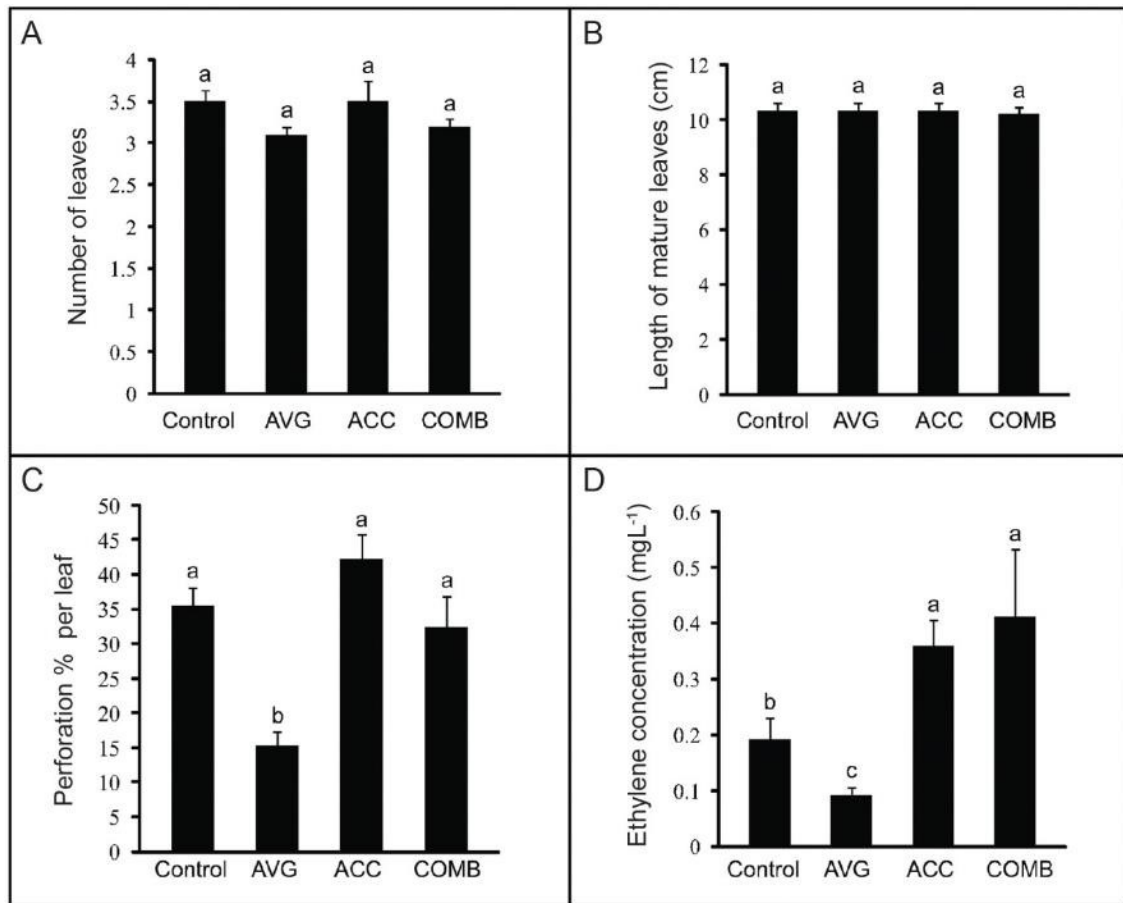 A
Number of leaves
4
3.5
3
2.5
2
1.5
1
0.5
0
a
a
a
a
Control AVG ACC COMB
B
Length of mature leaves (cm)
12
10
8
6
4
2
0
a
a
a
a
Control AVG ACC COMB
C
Perforation % per leaf
50
45
40
35
30
25
20
15
10
5
0
a
b
a
a
Control AVG ACC COMB
D
Ethylene concentration (mgL⁻¹)
0.6
0.5
0.4
0.3
0.2
0.1
0
b
c
a
a
Control AVG ACC COMB